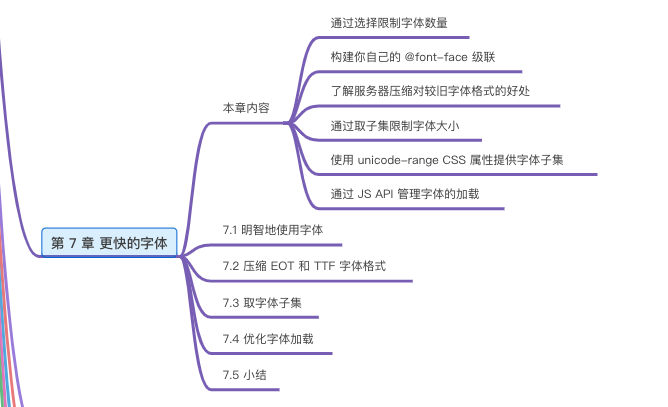 通过选择限制字体数量
构建你自己的 @font-face 级联
了解服务器压缩对较旧字体格式的好处
本章内容
通过取子集限制字体大小
使用 unicode-range CSS 属性提供字体子集
通过 JS API 管理字体的加载
第 7 章 更快的字体
7.1 明智地使用字体
7.2 压缩 EOT 和 TTF 字体格式
7.3 取字体子集
7.4 优化字体加载
7.5 小结